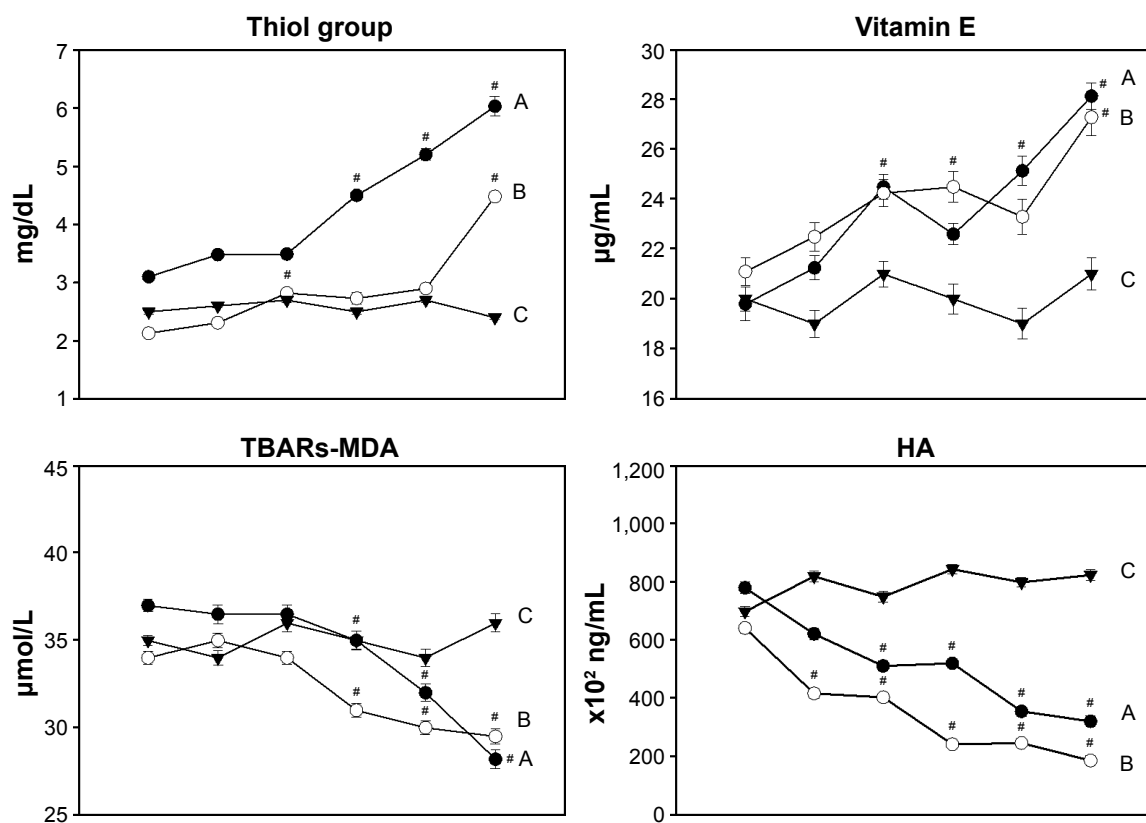 Thiol group
7
6
5
4
3
2
1
mg/dL
#
#
#
#
#
A
B
C
Vitamin E
30
28
26
24
22
20
18
16
µg/mL
#
#
#
#
#
A
B
C
TBARs-MDA
45
40
35
30
25
µmol/L
#
#
#
#
#
#
C
B
A
HA
1,200
1,000
800
600
400
200
0
x10² ng/mL
#
#
#
#
#
#
#
#
#
C
A
B